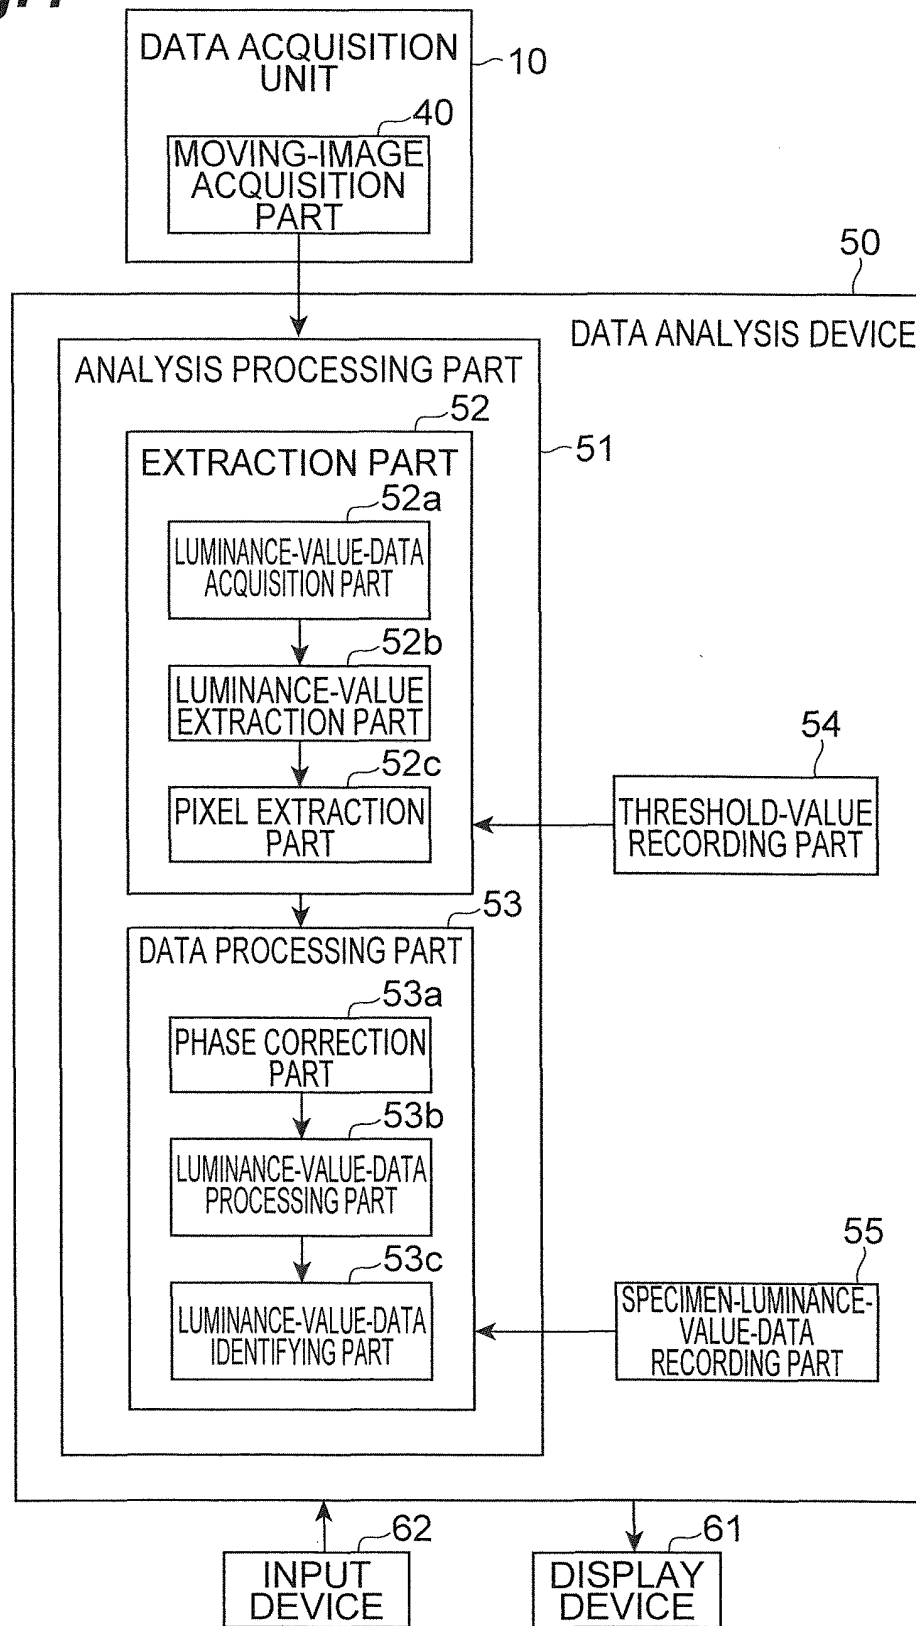 DATA ACQUISITION
UNIT
10
40
MOVING-IMAGE
ACQUISITION
PART
50
DATA ANALYSIS DEVICE
ANALYSIS PROCESSING PART
51
52
EXTRACTION PART
52a
LUMINANCE-VALUE-DATA
ACQUISITION PART
52b
LUMINANCE-VALUE
EXTRACTION PART
52c
PIXEL EXTRACTION
PART
54
THRESHOLD-VALUE
RECORDING PART
53
DATA PROCESSING PART
53a
PHASE CORRECTION
PART
53b
LUMINANCE-VALUE-DATA
PROCESSING PART
53c
LUMINANCE-VALUE-DATA
IDENTIFYING PART
55
SPECIMEN-LUMINANCE-
VALUE-DATA
RECORDING PART
62
INPUT
DEVICE
61
DISPLAY
DEVICE